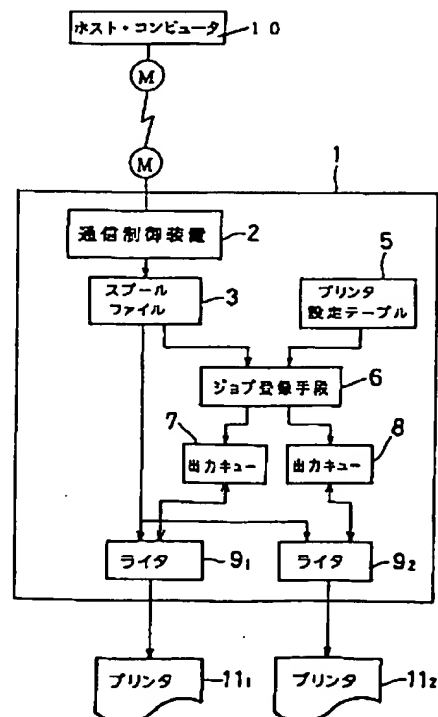 ホスト・コンピュータ
10
M
M
1
通信制御装置
2
5
スプール
ファイル
3
プリンタ
設定テーブル
ジョブ登録手段
6
7
8
出力キュー
出力キュー
ライタ
9₁
ライタ
9₂
プリンタ
11₁
プリンタ
11₂